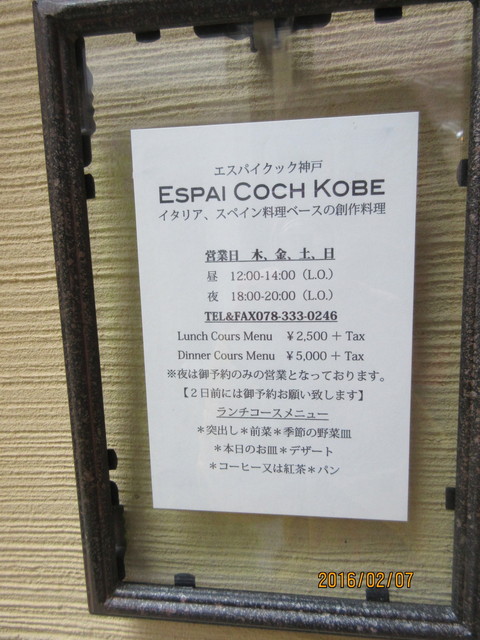 エスパイクック神戸
ESPAI COCH KOBE
イタリア、スペイン料理ベースの創作料理
営業日　木、金、土、日
昼　12:00-14:00（L.O.）
夜　18:00-20:00（L.O.）
TEL&FAX078-333-0246
Lunch Cours Menu　￥2,500 + Tax
Dinner Cours Menu　￥5,000 + Tax
※夜は御予約のみの営業となっております。
【２日前には御予約お願い致します】
ランチコースメニュー
＊突出し＊前菜＊季節の野菜皿
＊本日のお皿＊デザート
＊コーヒー又は紅茶＊パン
2016/02/07